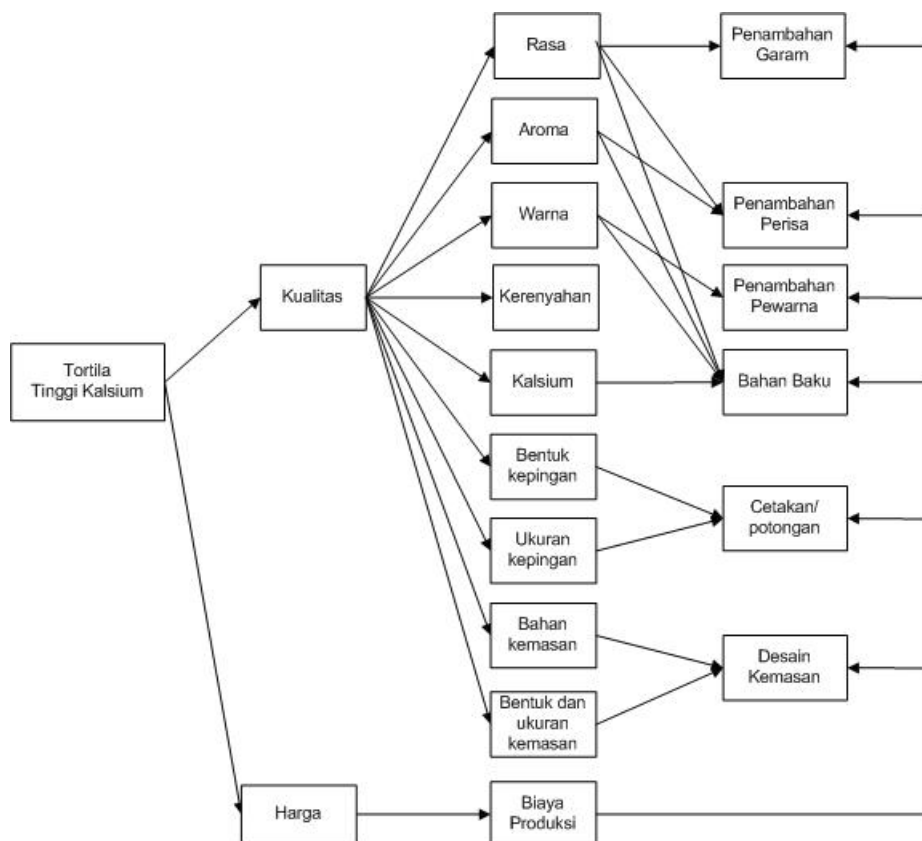 Rasa
Penambahan
Garam
Aroma
Warna
Penambahan
Perisa
Kualitas
Kerenyahan
Penambahan
Pewarna
Tortila
Tinggi Kalsium
Kalsium
Bahan Baku
Bentuk
kepingan
Cetakan/
potongan
Ukuran
kepingan
Bahan
kemasan
Desain
Kemasan
Bentuk dan
ukuran
kemasan
Harga
Biaya
Produksi